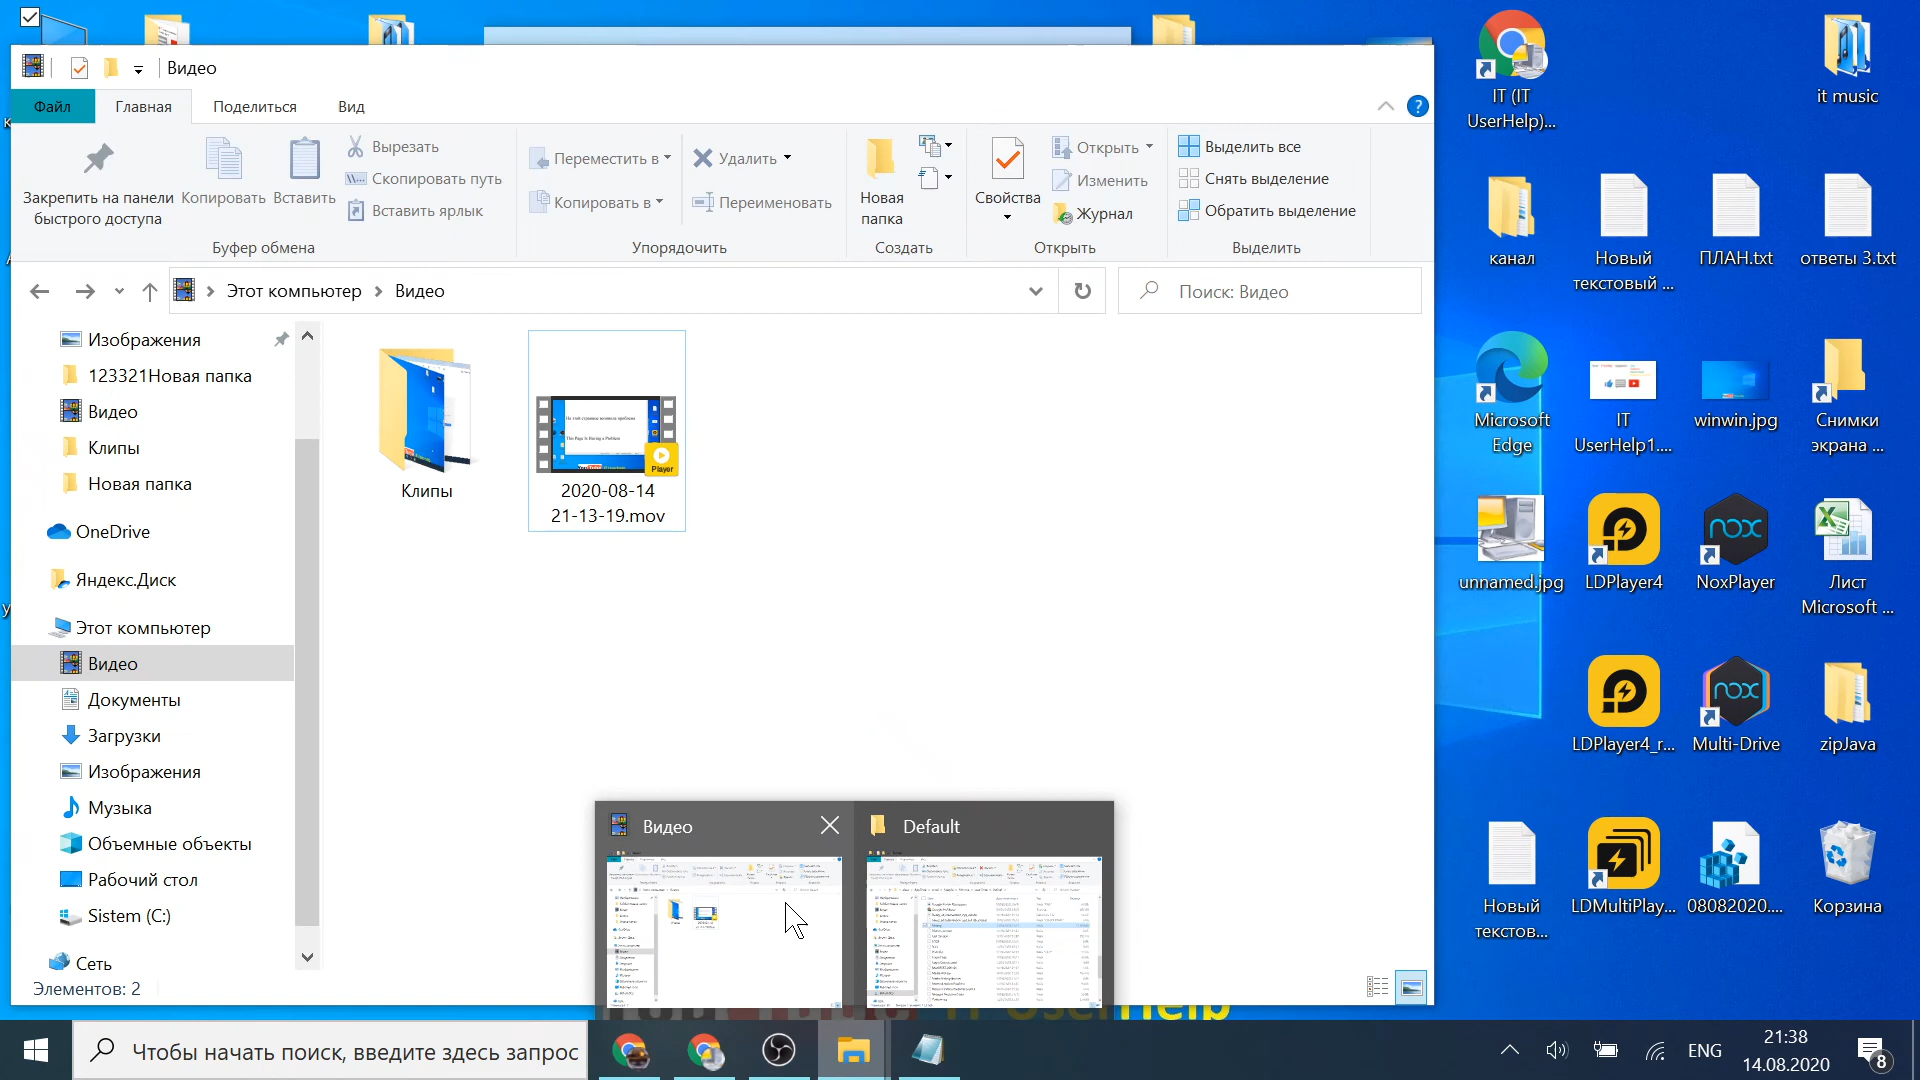 Видео
Файл
Главная
Поделиться
Вид
Закрепить на панели
быстрого доступа
Копировать
Вставить
Вырезать
Скопировать путь
Вставить ярлык
Буфер обмена
Переместить в
Копировать в
Удалить
Переименовать
Упорядочить
Новая
папка
Создать
Свойства
Открыть
Изменить
Журнал
Открыть
Выделить все
Снять выделение
Обратить выделение
Выделить
Этот компьютер
Видео
Поиск: Видео
Изображения
123321Новая папка
Видео
Клипы
Новая папка
OneDrive
Яндекс.Диск
Этот компьютер
Видео
Документы
Загрузки
Изображения
Музыка
Объемные объекты
Рабочий стол
Sistem (C:)
Сеть
Элементов: 2
Клипы
Player
2020-08-14
21-13-19.mov
Видео
Default
IT (IT
UserHelp)...
it music
канал
Новый
текстовый ...
ПЛАН.txt
ответы 3.txt
Microsoft
Edge
IT
UserHelp1....
winwin.jpg
Снимки
экрана ...
unnamed.jpg
LDPlayer4
NoxPlayer
Лист
Microsoft ...
LDPlayer4_r...
Multi-Drive
zipJava
Новый
текстов...
LDMultiPlay...
08082020....
Корзина
Чтобы начать поиск, введите здесь запрос
ENG
21:38
14.08.2020
8